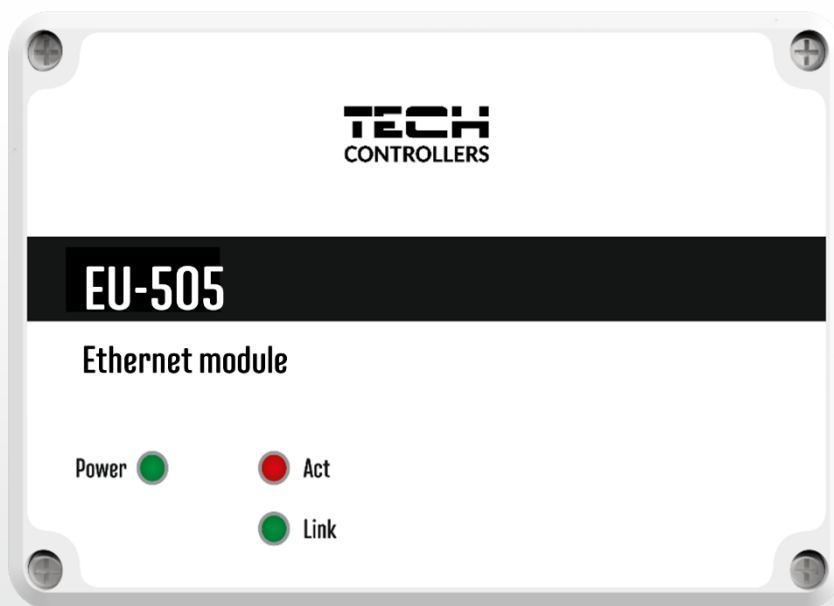 TECH
CONTROLLERS
EU-505
Ethernet module
Power
Act
Link